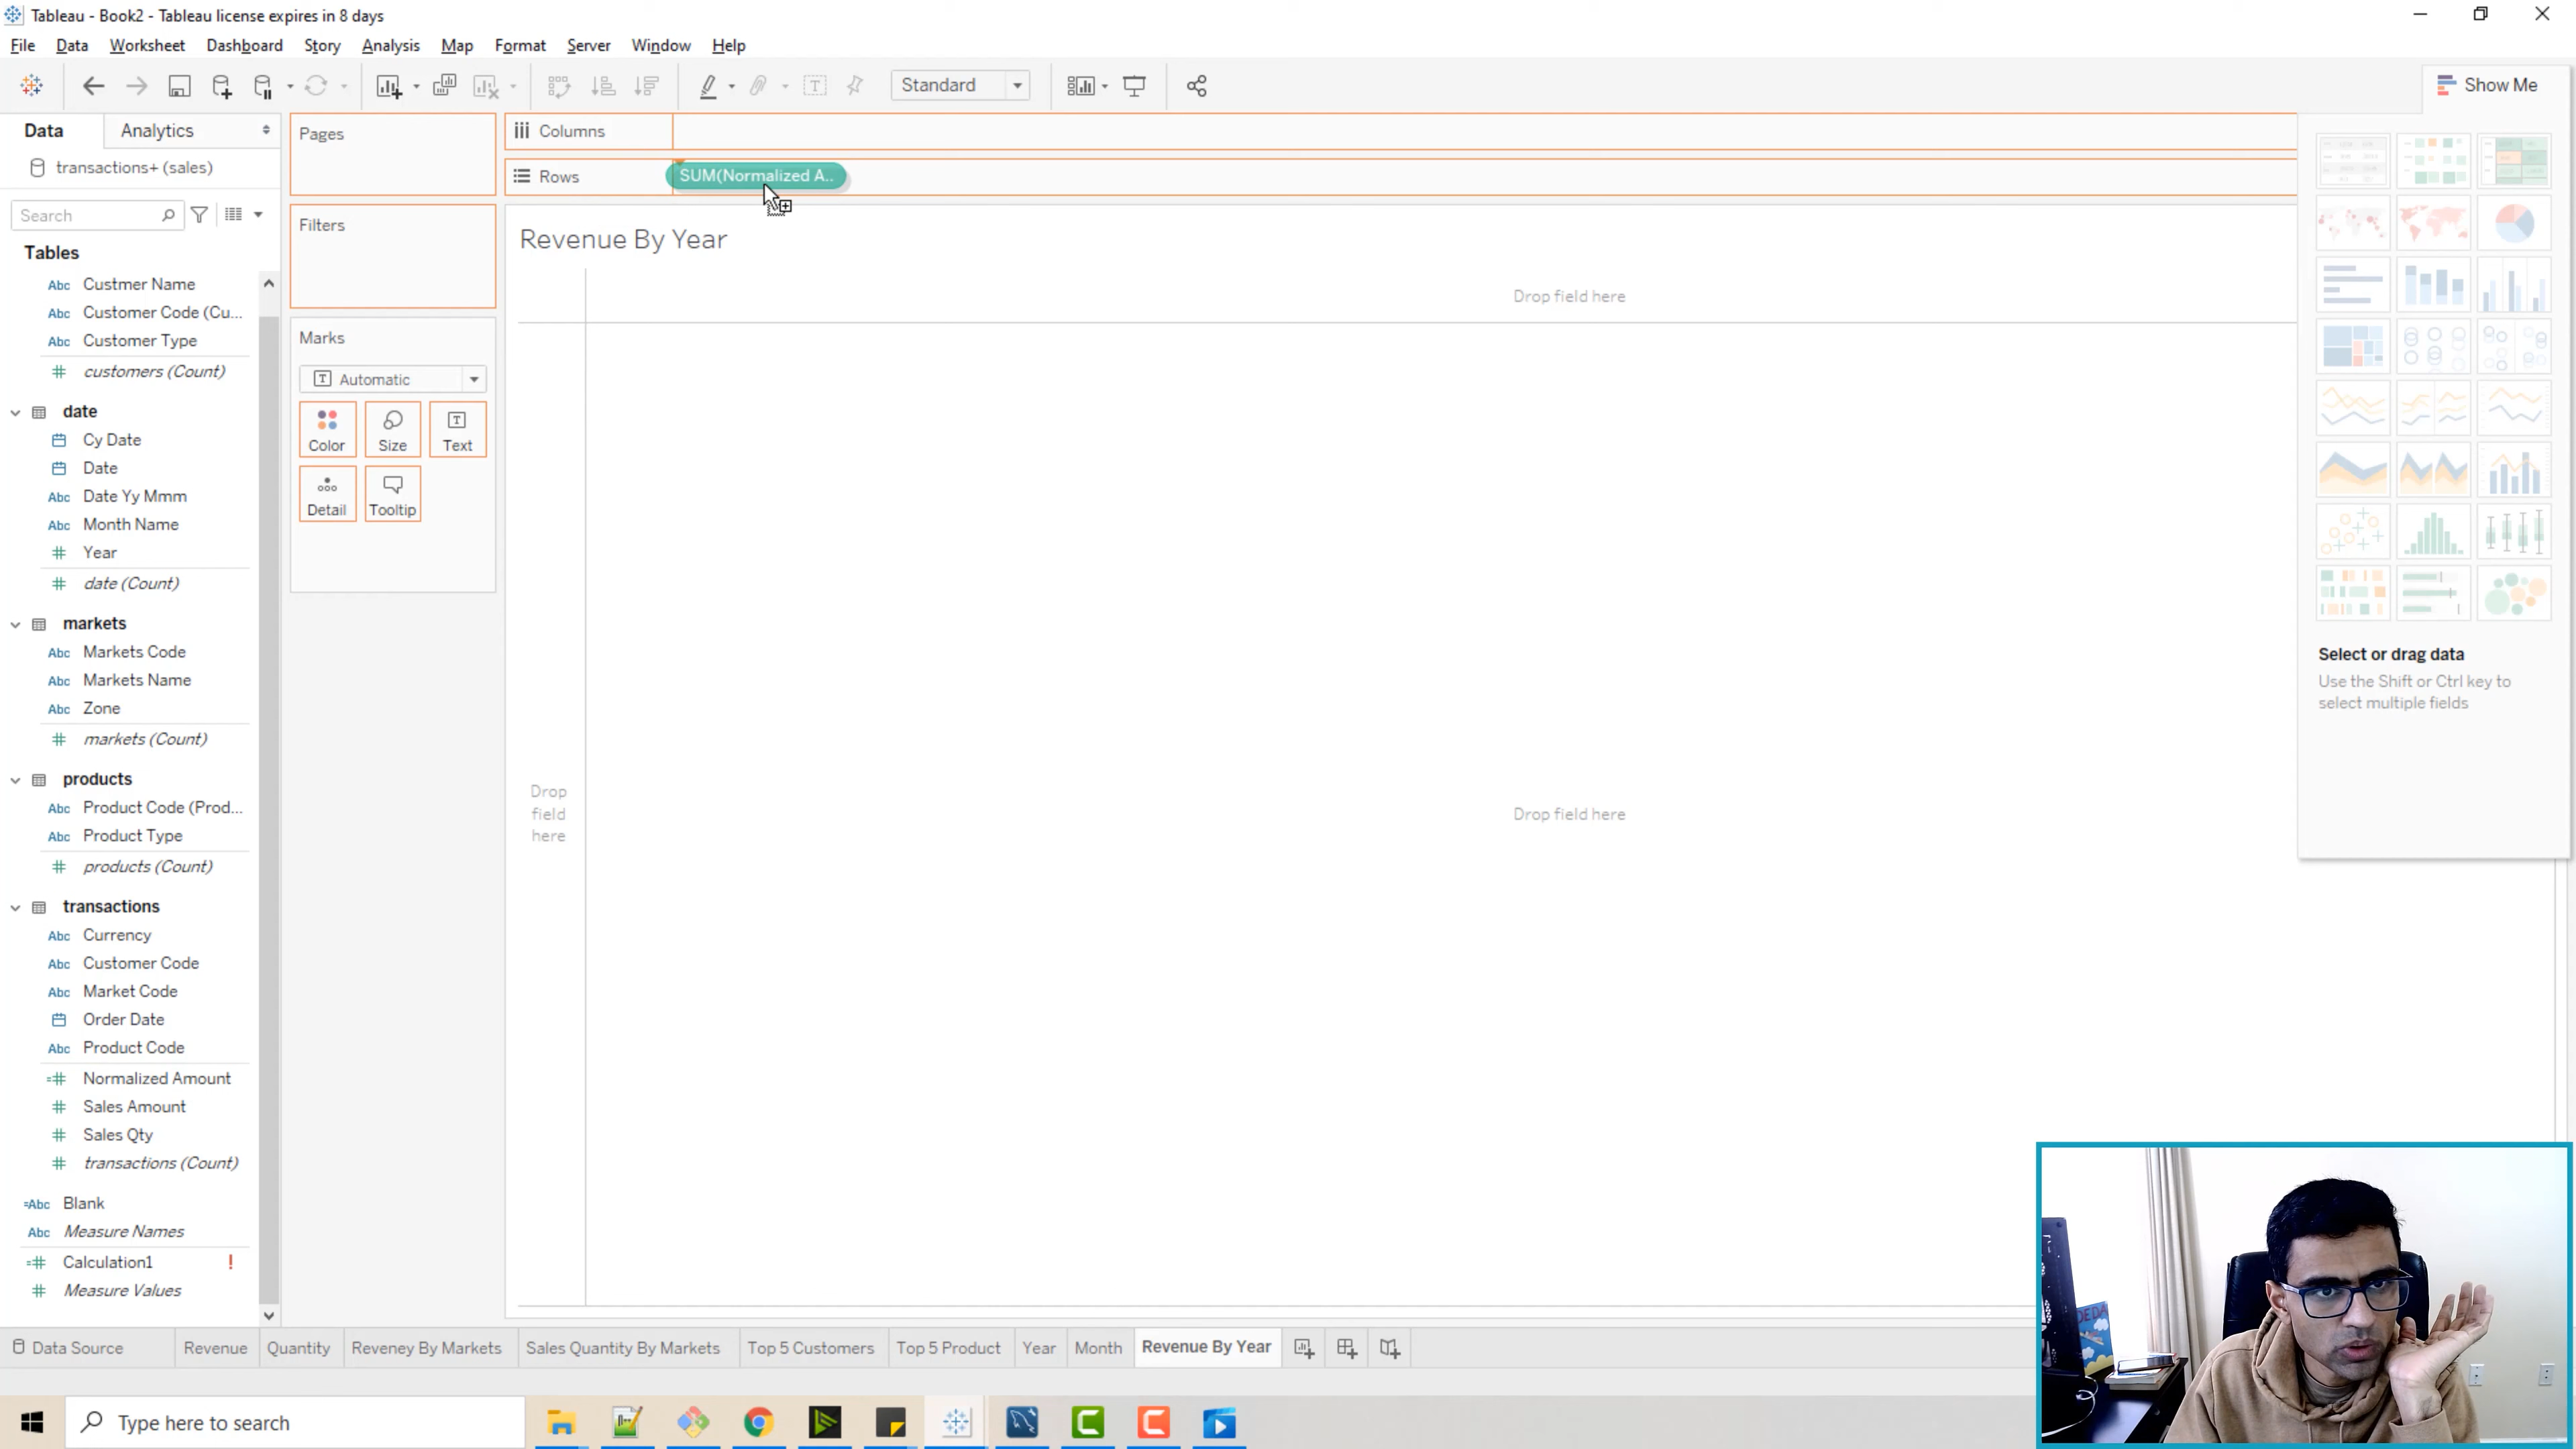 Tableau - Book2 - Tableau license expires in 8 days
File Data Worksheet Dashboard Story Analysis Map Format Server Window Help
Standard
Show Me
Data Analytics
Pages
Columns
transactions+ (sales)
Rows
SUM(Normalized A..
Search
Filters
Revenue By Year
Tables
Custmer Name
Customer Code (Cu...
Customer Type
customers (Count)
date
Cy Date
Date
Date Yy Mmm
Month Name
Year
date (Count)
markets
Markets Code
Markets Name
Zone
markets (Count)
products
Product Code (Prod...
Product Type
products (Count)
transactions
Currency
Customer Code
Market Code
Order Date
Product Code
Normalized Amount
Sales Amount
Sales Qty
transactions (Count)
Blank
Measure Names
Calculation1 !
Measure Values
Marks
Automatic
Color Size Text
Detail Tooltip
Drop field here
Drop
field
here
Drop field here
Select or drag data
Use the Shift or Ctrl key to
select multiple fields
Data Source Revenue Quantity Reveney By Markets Sales Quantity By Markets Top 5 Customers Top 5 Product Year Month Revenue By Year
Type here to search